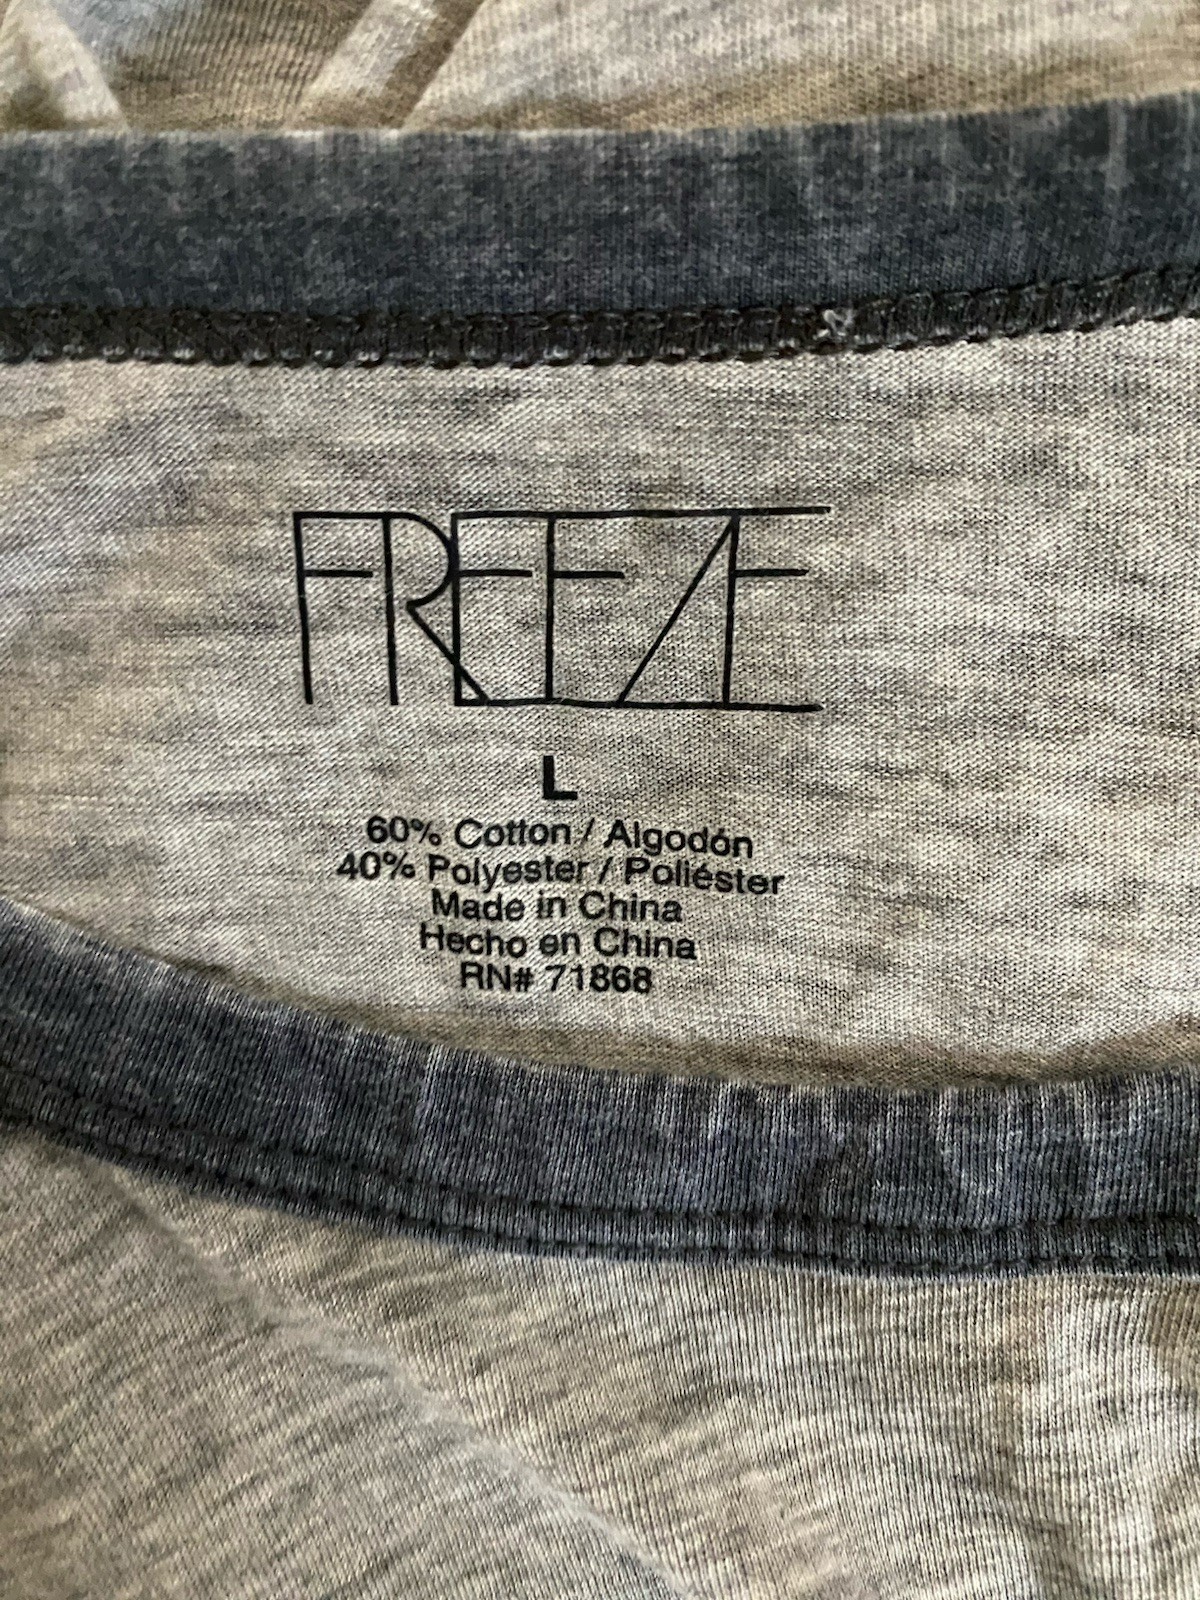 FREEZE
L
60% Cotton / Algodón
40% Polyester / Poliéster
Made in China
Hecho en China
RN# 71868